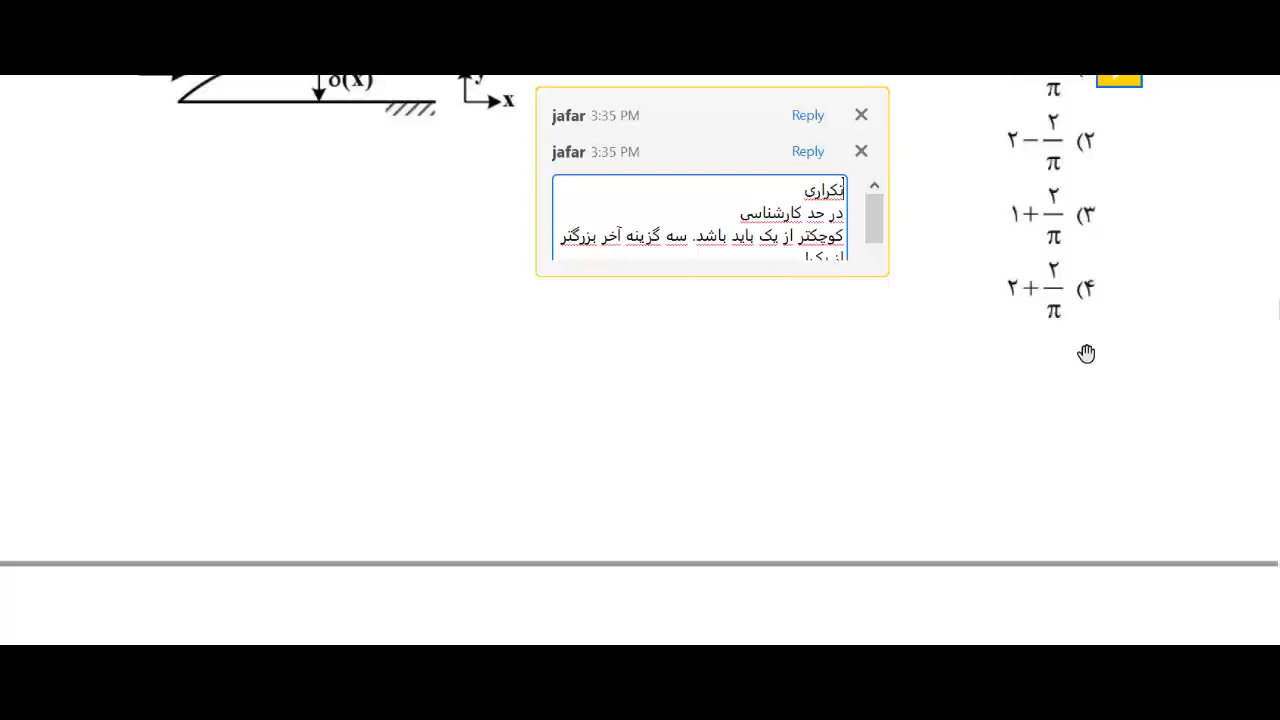 δ(x)
y
x
π
jafar 3:35 PM Reply
jafar 3:35 PM Reply
تکراری
در حد کارشناسی
کوچکتر از یک باید باشد. سه گزینه آخر بزرگتر
۲) ۲ − ۲/π
۳) ۱ + ۲/π
۴) ۲ + ۲/π